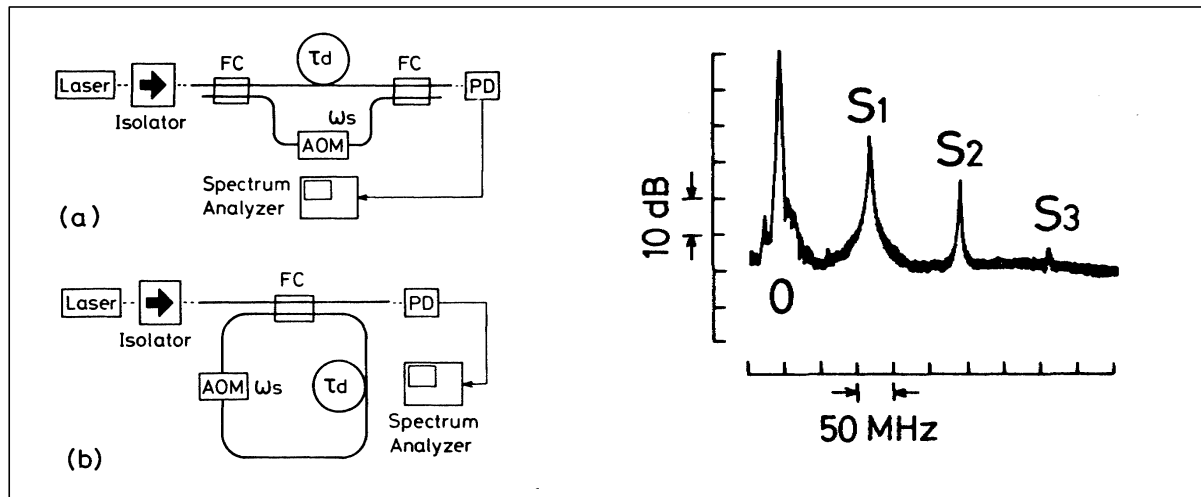 FC
τd
FC
Laser
PD
Isolator
ωs
AOM
Spectrum
Analyzer
(a)
FC
Laser
PD
Isolator
AOM
ωs
τd
Spectrum
Analyzer
(b)
S1
S2
S3
10 dB
0
50 MHz